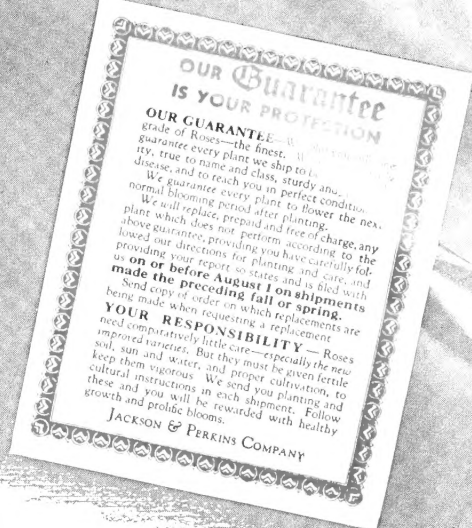 OUR Guarantee
IS YOUR PROTECTION
OUR GUARANTEE—
grade of Roses—the finest.
guarantee every plant we ship to
ity, true to name and class, sturdy and
disease, and to reach you in perfect condition.
We guarantee every plant to flower the next
normal blooming period after planting.
We will replace, prepaid and free of charge, any
plant which does not perform according to the
above guarantee, providing you have carefully fol-
lowed our directions for planting and care, and
providing your report so states and is filed with
us on or before August 1 on shipments
made the preceding fall or spring.
Send copy of order on which replacements are
being made when requesting a replacement
YOUR RESPONSIBILITY — Roses
need comparatively little care—especially the new
improved varieties. But they must be given fertile
soil, sun and water, and proper cultivation, to
keep them vigorous. We send you planting and
cultural instructions in each shipment. Follow
these and you will be rewarded with healthy
growth and prolific blooms.
JACKSON & PERKINS COMPANY